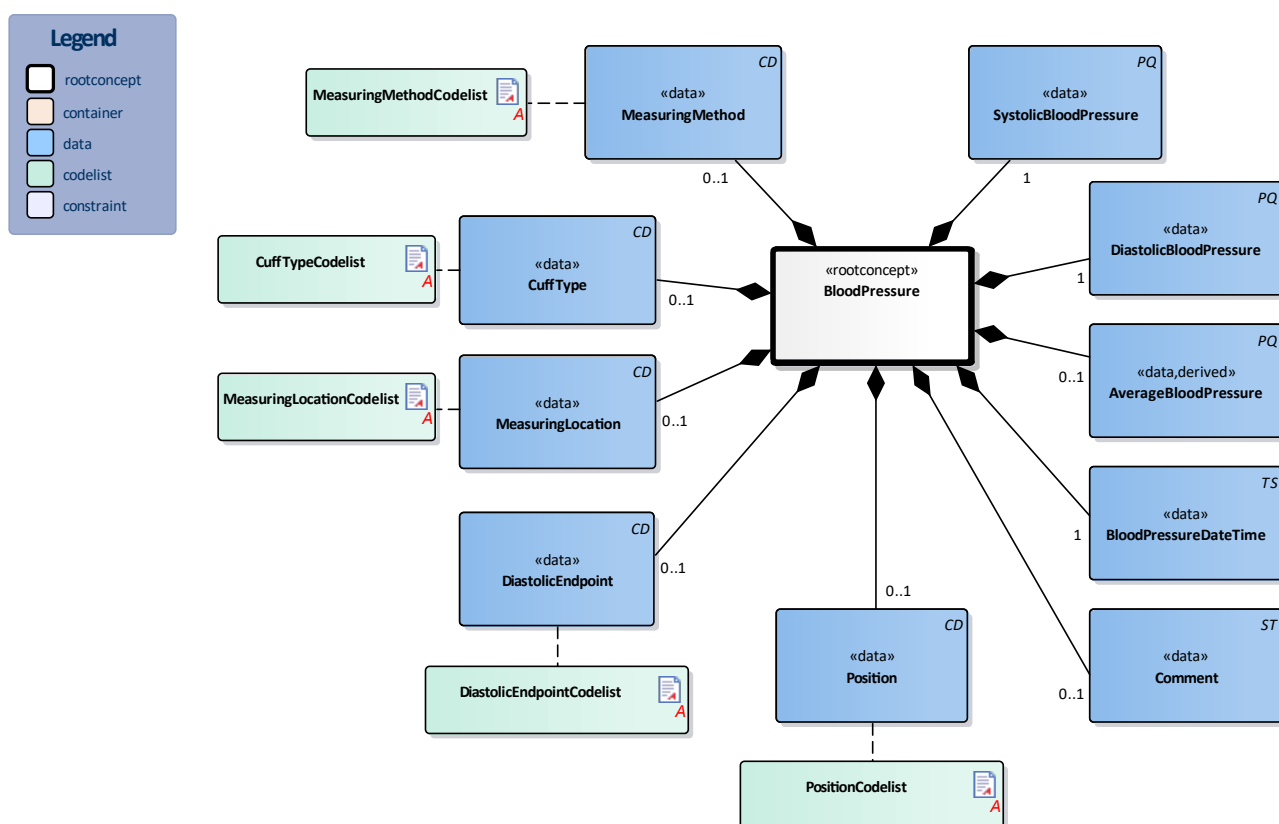 Legend
rootconcept
container
data
codelist
constraint
MeasuringMethodCodelist
A
CD
«data»
MeasuringMethod
0..1
PQ
«data»
SystolicBloodPressure
1
PQ
«data»
DiastolicBloodPressure
1
CuffTypeCodelist
A
CD
«data»
CuffType
0..1
«rootconcept»
BloodPressure
PQ
«data,derived»
AverageBloodPressure
0..1
MeasuringLocationCodelist
A
CD
«data»
MeasuringLocation
0..1
TS
«data»
BloodPressureDateTime
1
CD
«data»
DiastolicEndpoint
0..1
DiastolicEndpointCodelist
A
0..1
CD
«data»
Position
ST
«data»
Comment
0..1
PositionCodelist
A